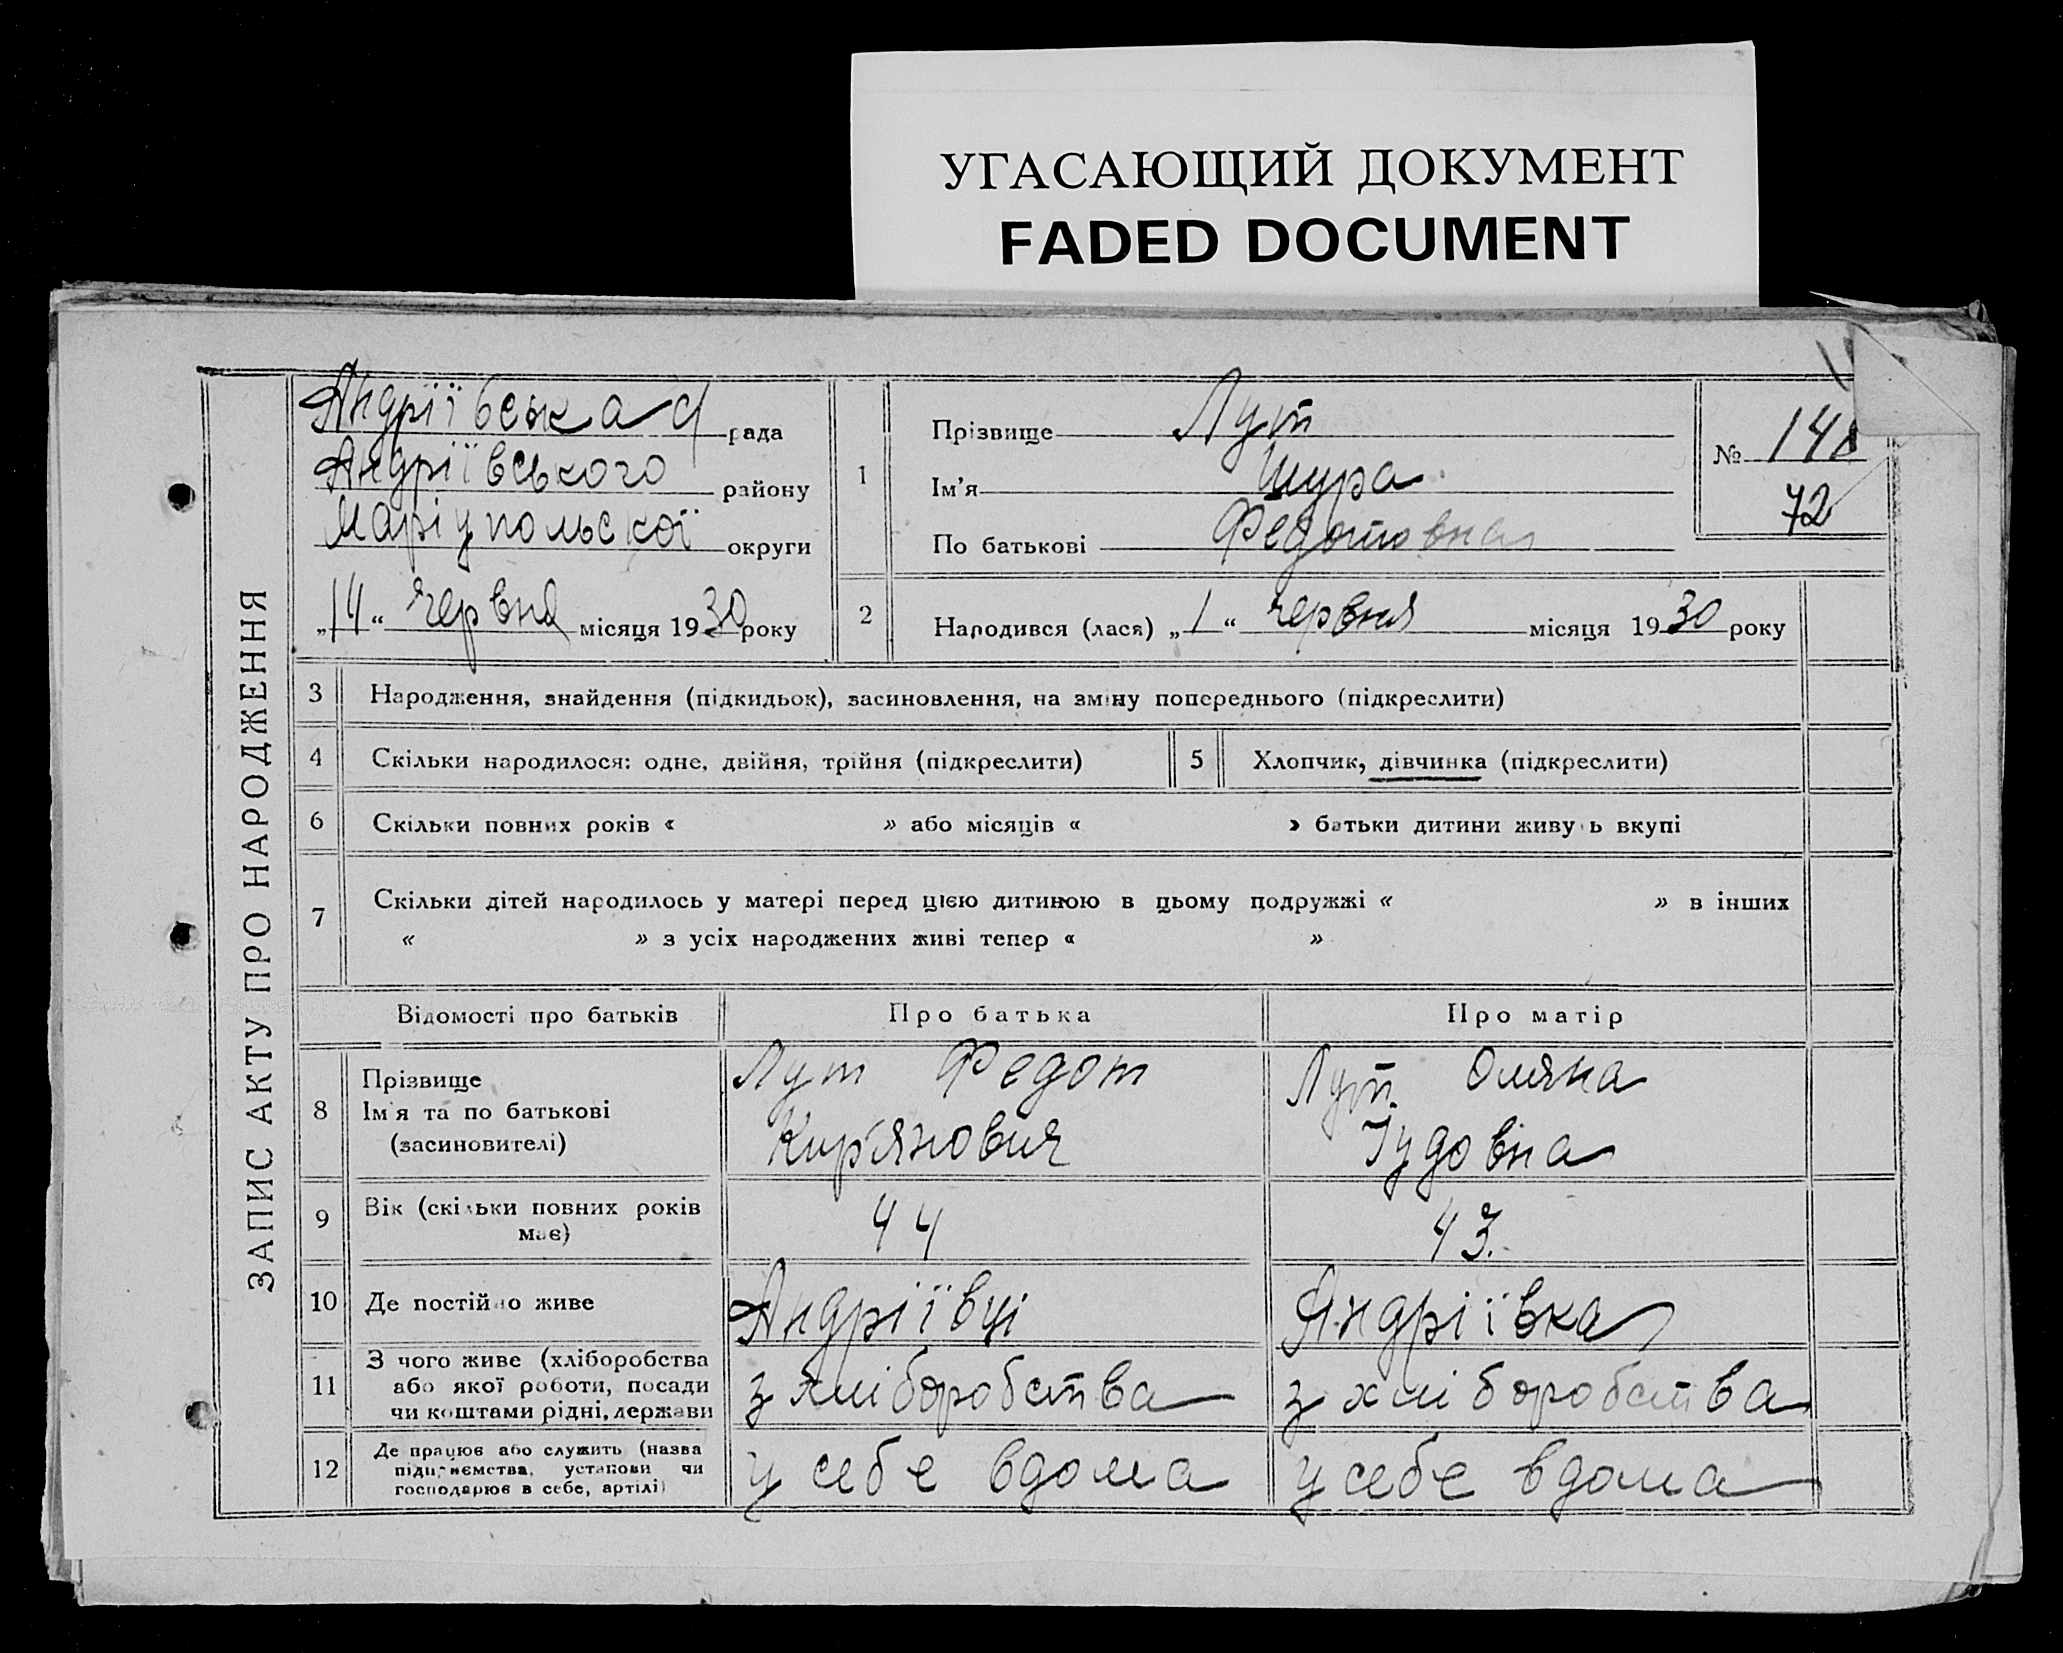 УГАСАЮЩИЙ ДОКУМЕНТ
FADED DOCUMENT
ЗАПИС АКТУ ПРО НАРОДЖЕННЯ
Андріївська с/ рада
Андріївського району
Маріупольської округи
„14“ червня місяця 1930 року
1
Прізвище Лут
Ім'я Шура
По батькові Федотовна
№ 148
72
2 Народився (лася) „1“ червня місяця 1930 року
3 Народження, знайдення (підкидьок), засиновлення, на зміну попереднього (підкреслити)
4 Скільки народилося: одне, двійня, трійня (підкреслити)
5 Хлопчик, дівчинка (підкреслити)
6 Скільки повних років « » або місяців « » батьки дитини живуть вкупі
7 Скільки дітей народилось у матері перед цією дитиною в цьому подружжі « » в інших
« » з усіх народжених живі тепер « »
Відомості про батьків Про батька Про матір
8 Прізвище
Ім'я та по батькові
(засиновителі)
Лут Федот
Кир'янович
Лут Оляна
Іудовна
9 Вік (скільки повних років
має)
44
43.
10 Де постійно живе
Андріївці
Андріївка
11 З чого живе (хліборобства
або якої роботи, посади
чи коштами рідні, держави
з хліборобства
з хліборобства
12 Де працює або служить (назва
підприємства, установи чи
господарює в себе, артілі)
у себе вдома
у себе вдома